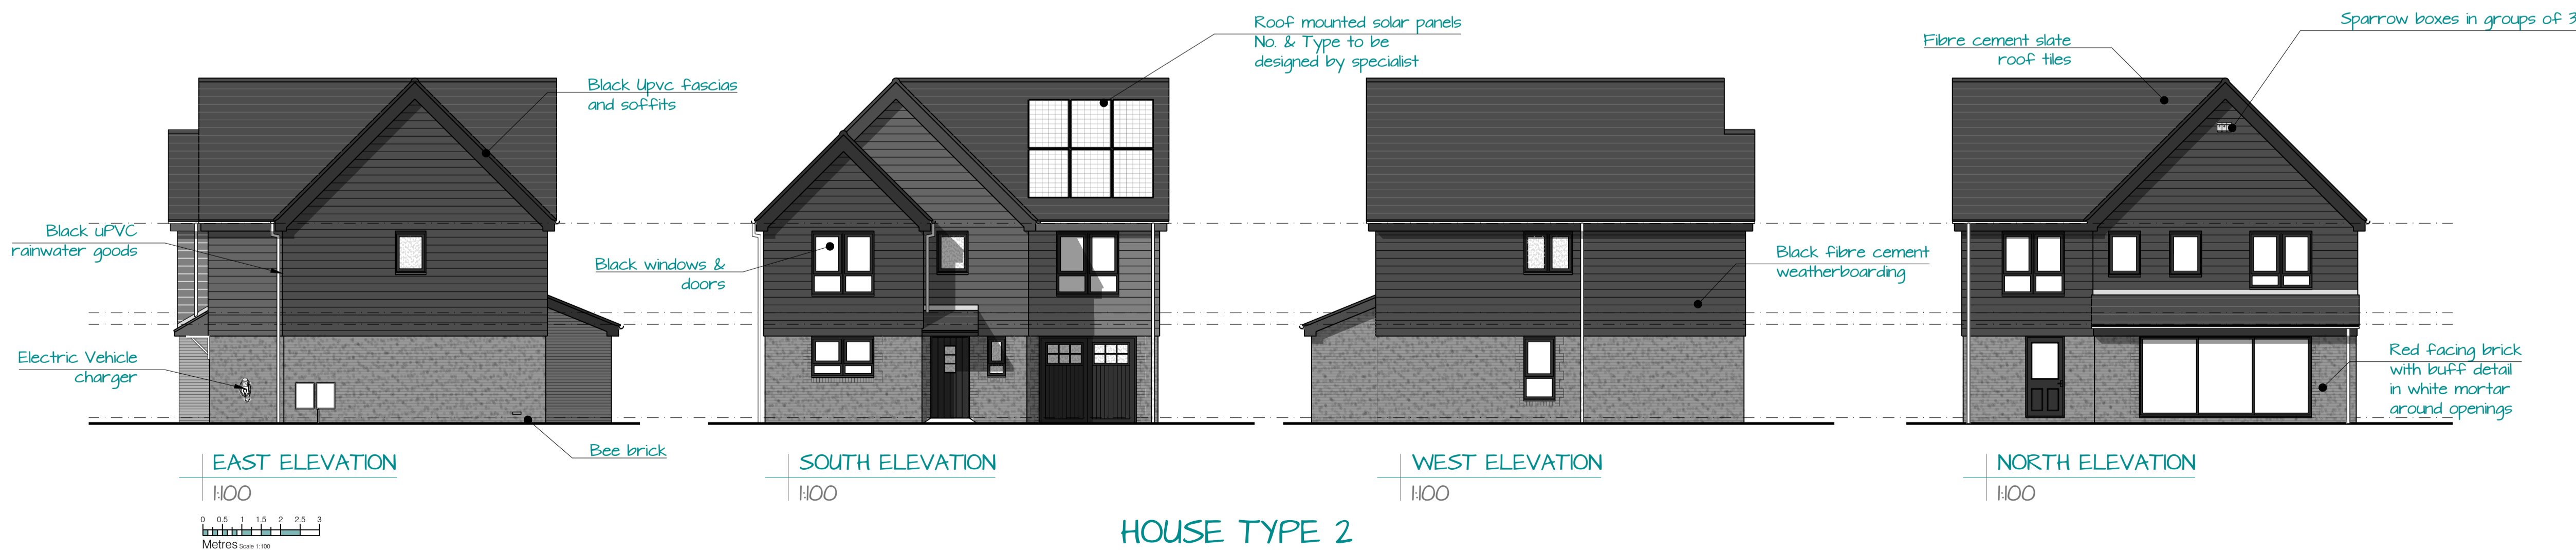 Roof mounted solar panels
No. & Type to be
designed by specialist
Sparrow boxes in groups of 3
Fibre cement slate
roof tiles
Black Upvc fascias
and soffits
Black uPVC
rainwater goods
Black windows &
doors
Black fibre cement
weatherboarding
Electric Vehicle
charger
Red facing brick
with buff detail
in white mortar
around openings
Bee brick
EAST ELEVATION
1:100
SOUTH ELEVATION
1:100
WEST ELEVATION
1:100
NORTH ELEVATION
1:100
0 0.5 1 1.5 2 2.5 3
Metres Scale 1:100
HOUSE TYPE 2